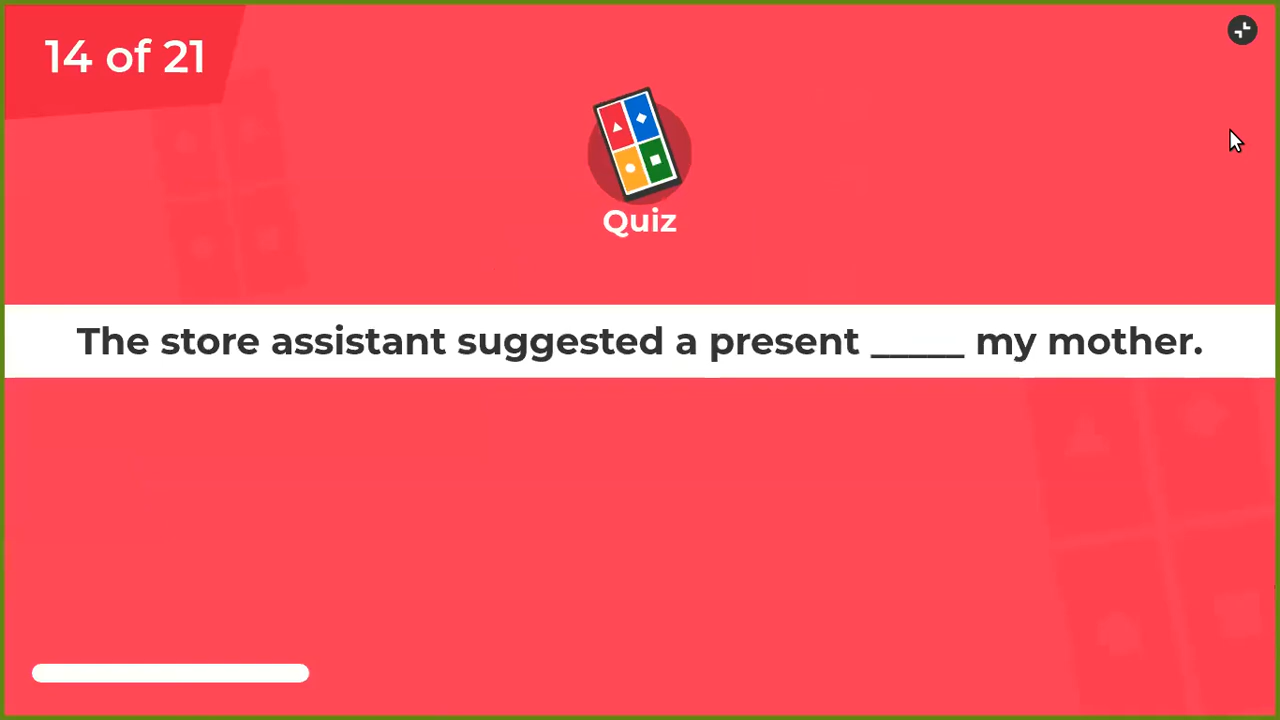 14 of 21
Quiz
The store assistant suggested a present _____ my mother.